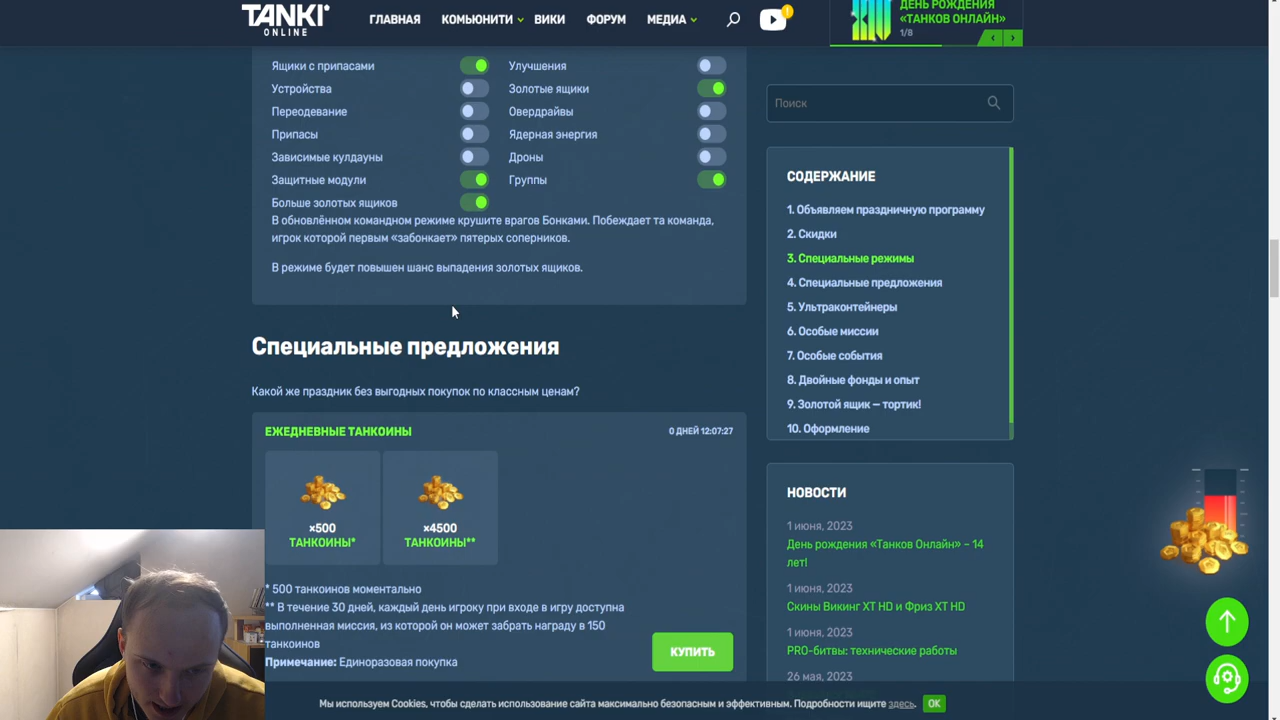 TANKI
ONLINE
ГЛАВНАЯ
КОМЬЮНИТИ
ВИКИ
ФОРУМ
МЕДИА
!
ДЕНЬ РОЖДЕНИЯ
«ТАНКОВ ОНЛАЙН»
1/8
Ящики с припасами
Улучшения
Устройства
Золотые ящики
Переодевание
Овердрайвы
Припасы
Ядерная энергия
Зависимые кулдауны
Дроны
Защитные модули
Группы
Больше золотых ящиков
В обновлённом командном режиме крушите врагов Бонками. Побеждает та команда,
игрок которой первым «забонкает» пятерых соперников.
В режиме будет повышен шанс выпадения золотых ящиков.
Специальные предложения
Какой же праздник без выгодных покупок по классным ценам?
ЕЖЕДНЕВНЫЕ ТАНКОИНЫ
0 ДНЕЙ 12:07:27
×500
ТАНКОИНЫ*
×4500
ТАНКОИНЫ**
* 500 танкоинов моментально
** В течение 30 дней, каждый день игроку при входе в игру доступна
выполненная миссия, из которой он может забрать награду в 150
танкоинов
Примечание: Единоразовая покупка
КУПИТЬ
Поиск
СОДЕРЖАНИЕ
1. Объявляем праздничную программу
2. Скидки
3. Специальные режимы
4. Специальные предложения
5. Ультраконтейнеры
6. Особые миссии
7. Особые события
8. Двойные фонды и опыт
9. Золотой ящик — тортик!
10. Оформление
НОВОСТИ
1 июня, 2023
День рождения «Танков Онлайн» – 14
лет!
1 июня, 2023
Скины Викинг XT HD и Фриз XT HD
1 июня, 2023
PRO-битвы: технические работы
26 мая, 2023
Мы используем Cookies, чтобы сделать использование сайта максимально безопасным и эффективным. Подробности ищите здесь.
OK